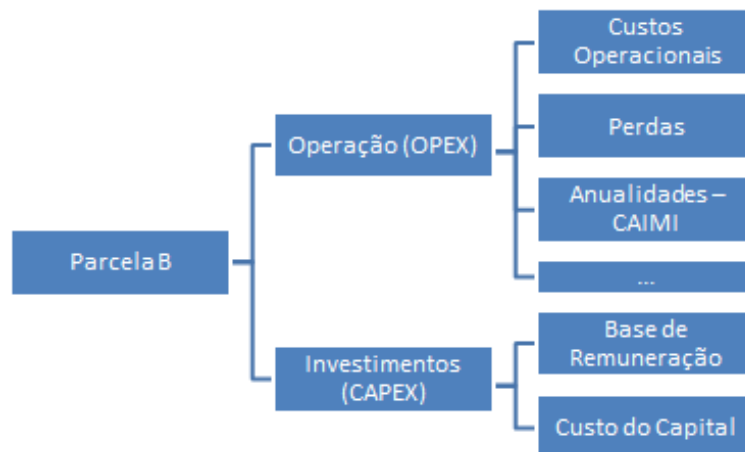 Custos
Operacionais
Operação (OPEX)
Perdas
Anualidades –
CAIMI
Parcela B
...
Base de
Remuneração
Investimentos
(CAPEX)
Custo do Capital